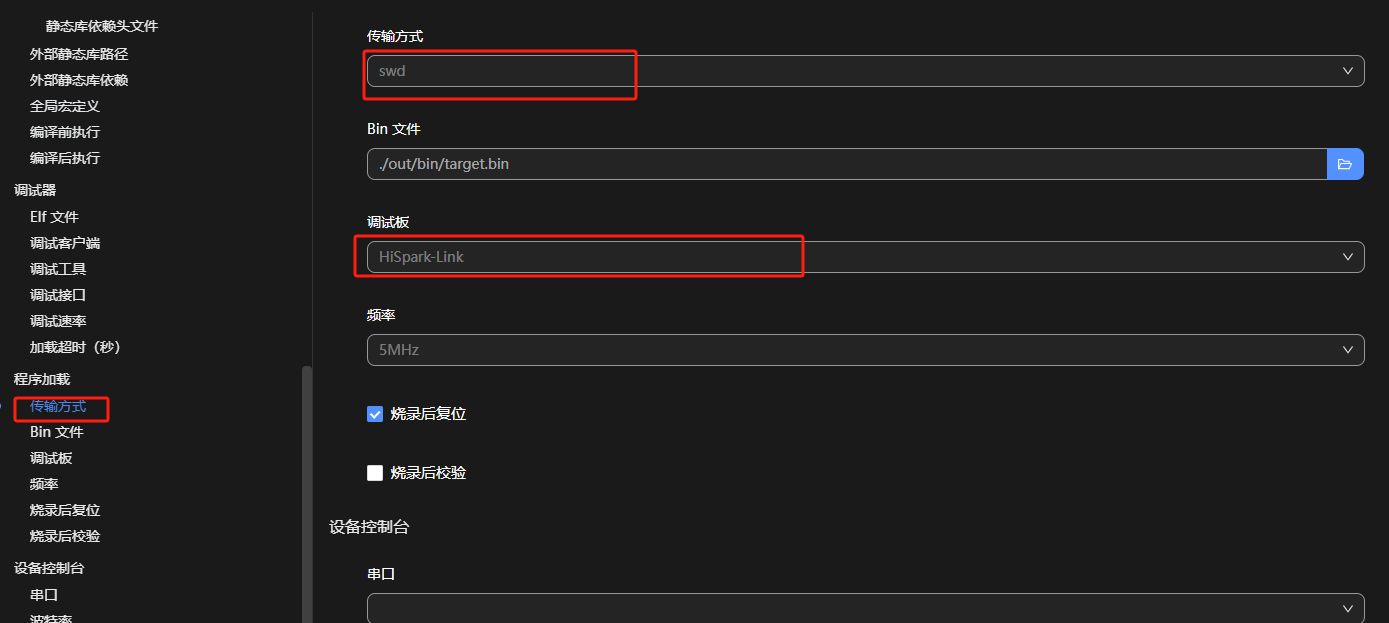 静态库依赖头文件
外部静态库路径
外部静态库依赖
全局宏定义
编译前执行
编译后执行
调试器
Elf 文件
调试客户端
调试工具
调试接口
调试速率
加载超时（秒）
程序加载
传输方式
Bin 文件
调试板
频率
烧录后复位
烧录后校验
设备控制台
串口
波特率
传输方式
swd
Bin 文件
./out/bin/target.bin
调试板
HiSpark-Link
频率
5MHz
烧录后复位
烧录后校验
设备控制台
串口